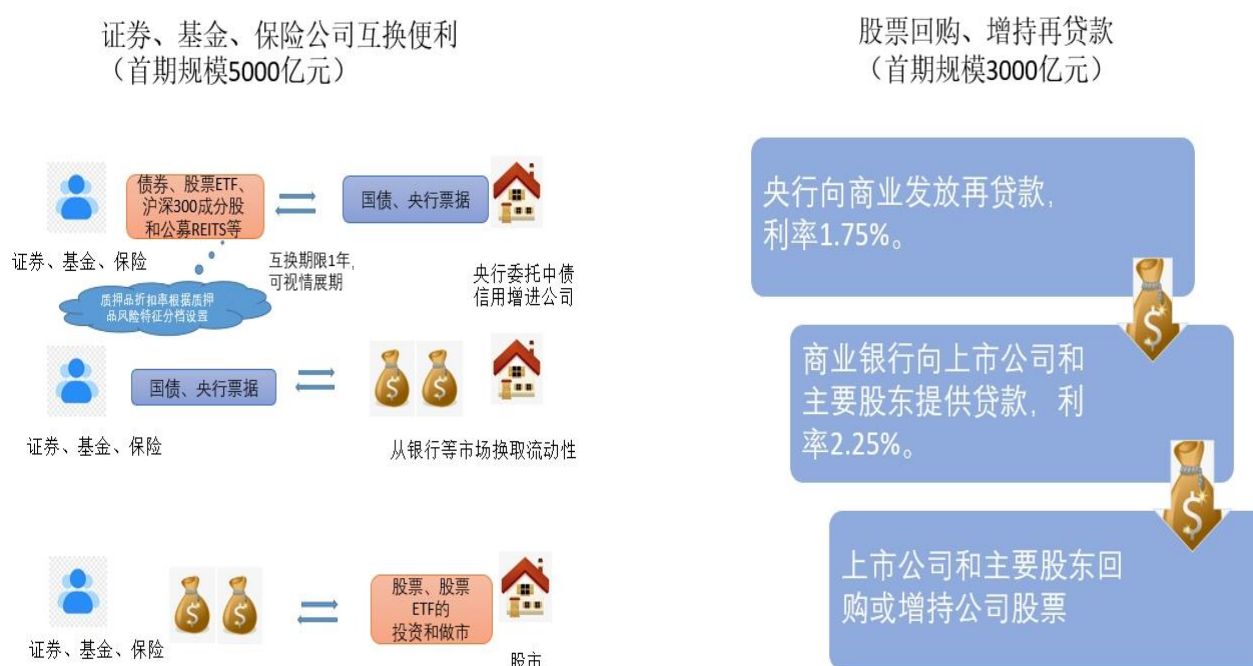 证券、基金、保险公司互换便利
（首期规模5000亿元）
债券、股票ETF、
沪深300成分股
和公募REITS等
国债、央行票据
证券、基金、保险
互换期限1年，
可视情展期
央行委托中债
信用增进公司
质押品折扣率根据质押
品风险特征分档设置
国债、央行票据
证券、基金、保险
从银行等市场换取流动性
股票、股票
ETF的
投资和做市
证券、基金、保险
股市
股票回购、增持再贷款
（首期规模3000亿元）
央行向商业发放再贷款，
利率1.75%。
商业银行向上市公司和
主要股东提供贷款，利
率2.25%。
上市公司和主要股东回
购或增持公司股票